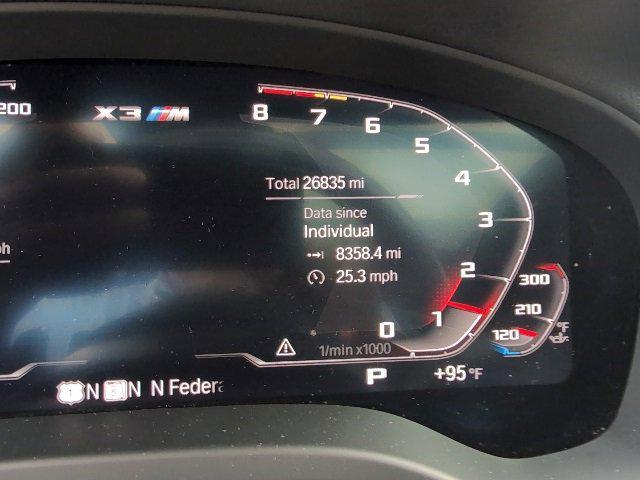 200
X3 M
8
7
6
5
4
3
2
1
0
Total 26835 mi
Data since
Individual
8358.4 mi
25.3 mph
ph
300
210
120
°F
1/min x1000
1 N N N Federa
P
+95 °F